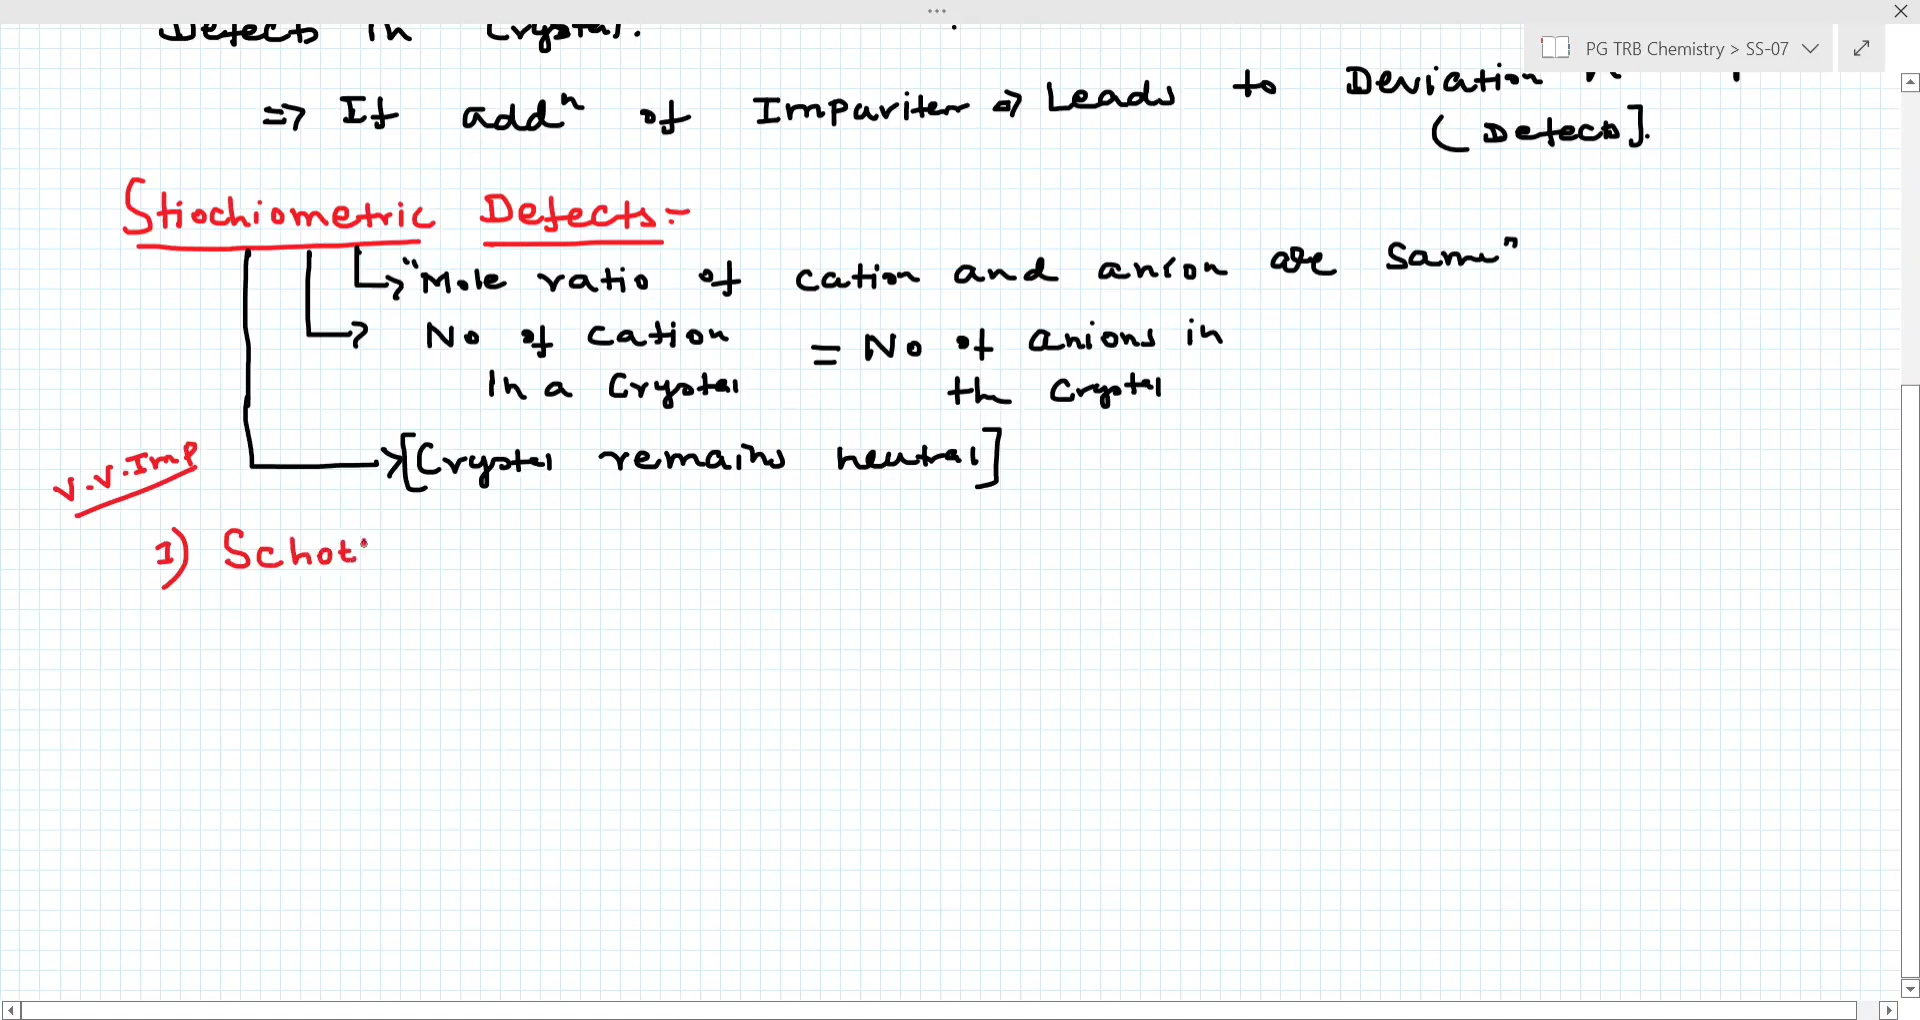 Defects in Crystal.
PG TRB Chemistry > SS-07
=> If addⁿ of Impurities => Leads to Deviation
( Defects ].
Stiochiometric Defects:-
"Mole ratio of cation and anion are same"
No of cation = No of anions in
In a Crystal the Crystal
[Crystal remains neutral]
V.V.Imp
1) Schot